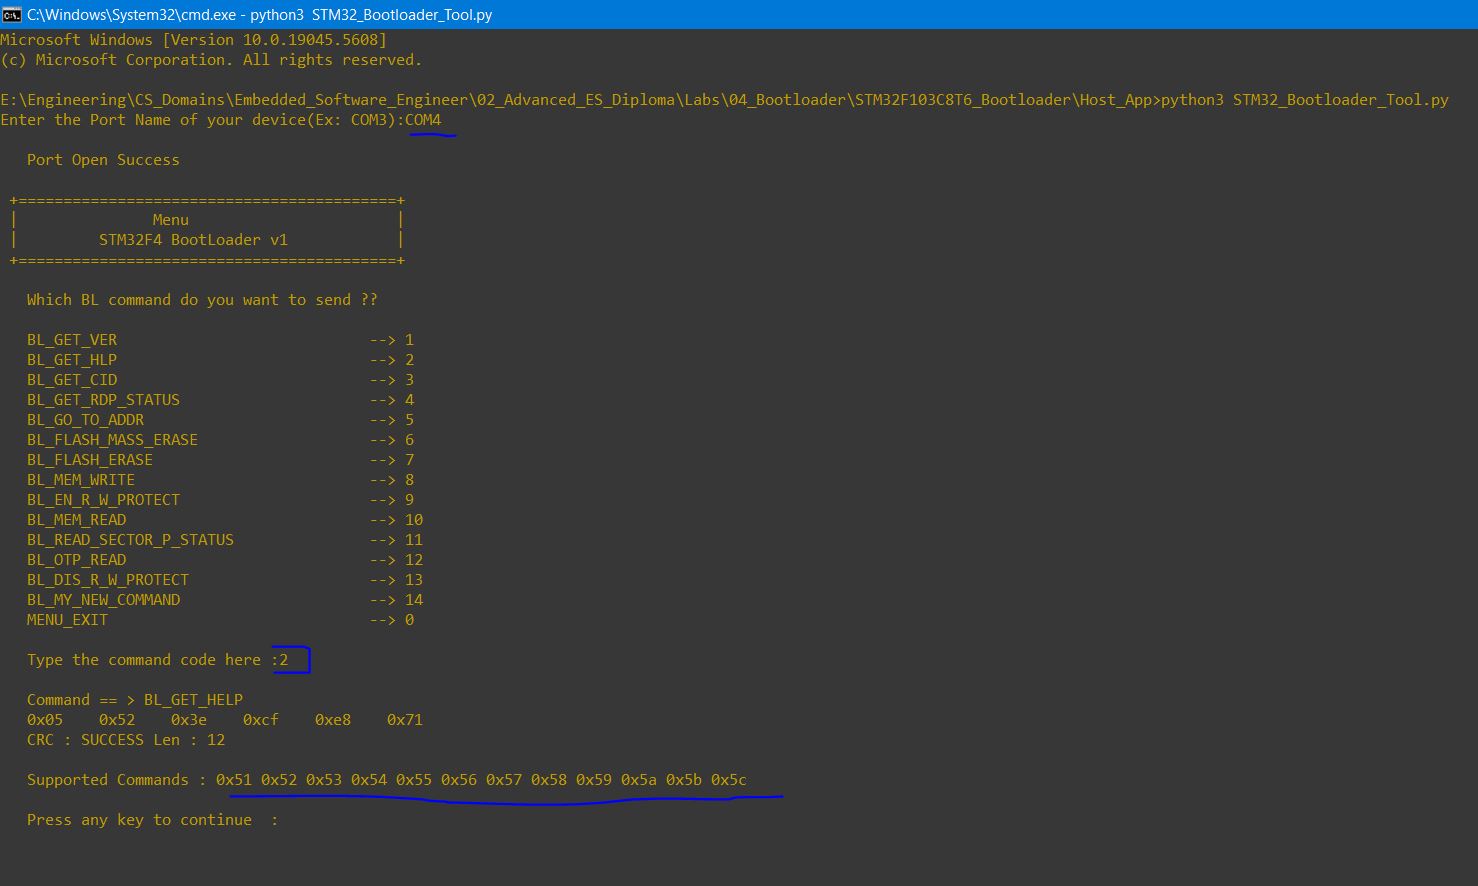 C:\Windows\System32\cmd.exe - python3  STM32_Bootloader_Tool.py
Microsoft Windows [Version 10.0.19045.5608]
(c) Microsoft Corporation. All rights reserved.
E:\Engineering\CS_Domains\Embedded_Software_Engineer\02_Advanced_ES_Diploma\Labs\04_Bootloader\STM32F103C8T6_Bootloader\Host_App>python3 STM32_Bootloader_Tool.py
Enter the Port Name of your device(Ex: COM3):COM4
Port Open Success
+==========================================+
|               Menu                       |
|         STM32F4 BootLoader v1            |
+==========================================+
Which BL command do you want to send ??
BL_GET_VER                            --> 1
BL_GET_HLP                            --> 2
BL_GET_CID                            --> 3
BL_GET_RDP_STATUS                     --> 4
BL_GO_TO_ADDR                         --> 5
BL_FLASH_MASS_ERASE                   --> 6
BL_FLASH_ERASE                        --> 7
BL_MEM_WRITE                          --> 8
BL_EN_R_W_PROTECT                     --> 9
BL_MEM_READ                           --> 10
BL_READ_SECTOR_P_STATUS               --> 11
BL_OTP_READ                           --> 12
BL_DIS_R_W_PROTECT                    --> 13
BL_MY_NEW_COMMAND                     --> 14
MENU_EXIT                             --> 0
Type the command code here :2
Command == > BL_GET_HELP
0x05    0x52    0x3e    0xcf    0xe8    0x71
CRC : SUCCESS Len : 12
Supported Commands : 0x51 0x52 0x53 0x54 0x55 0x56 0x57 0x58 0x59 0x5a 0x5b 0x5c
Press any key to continue  :